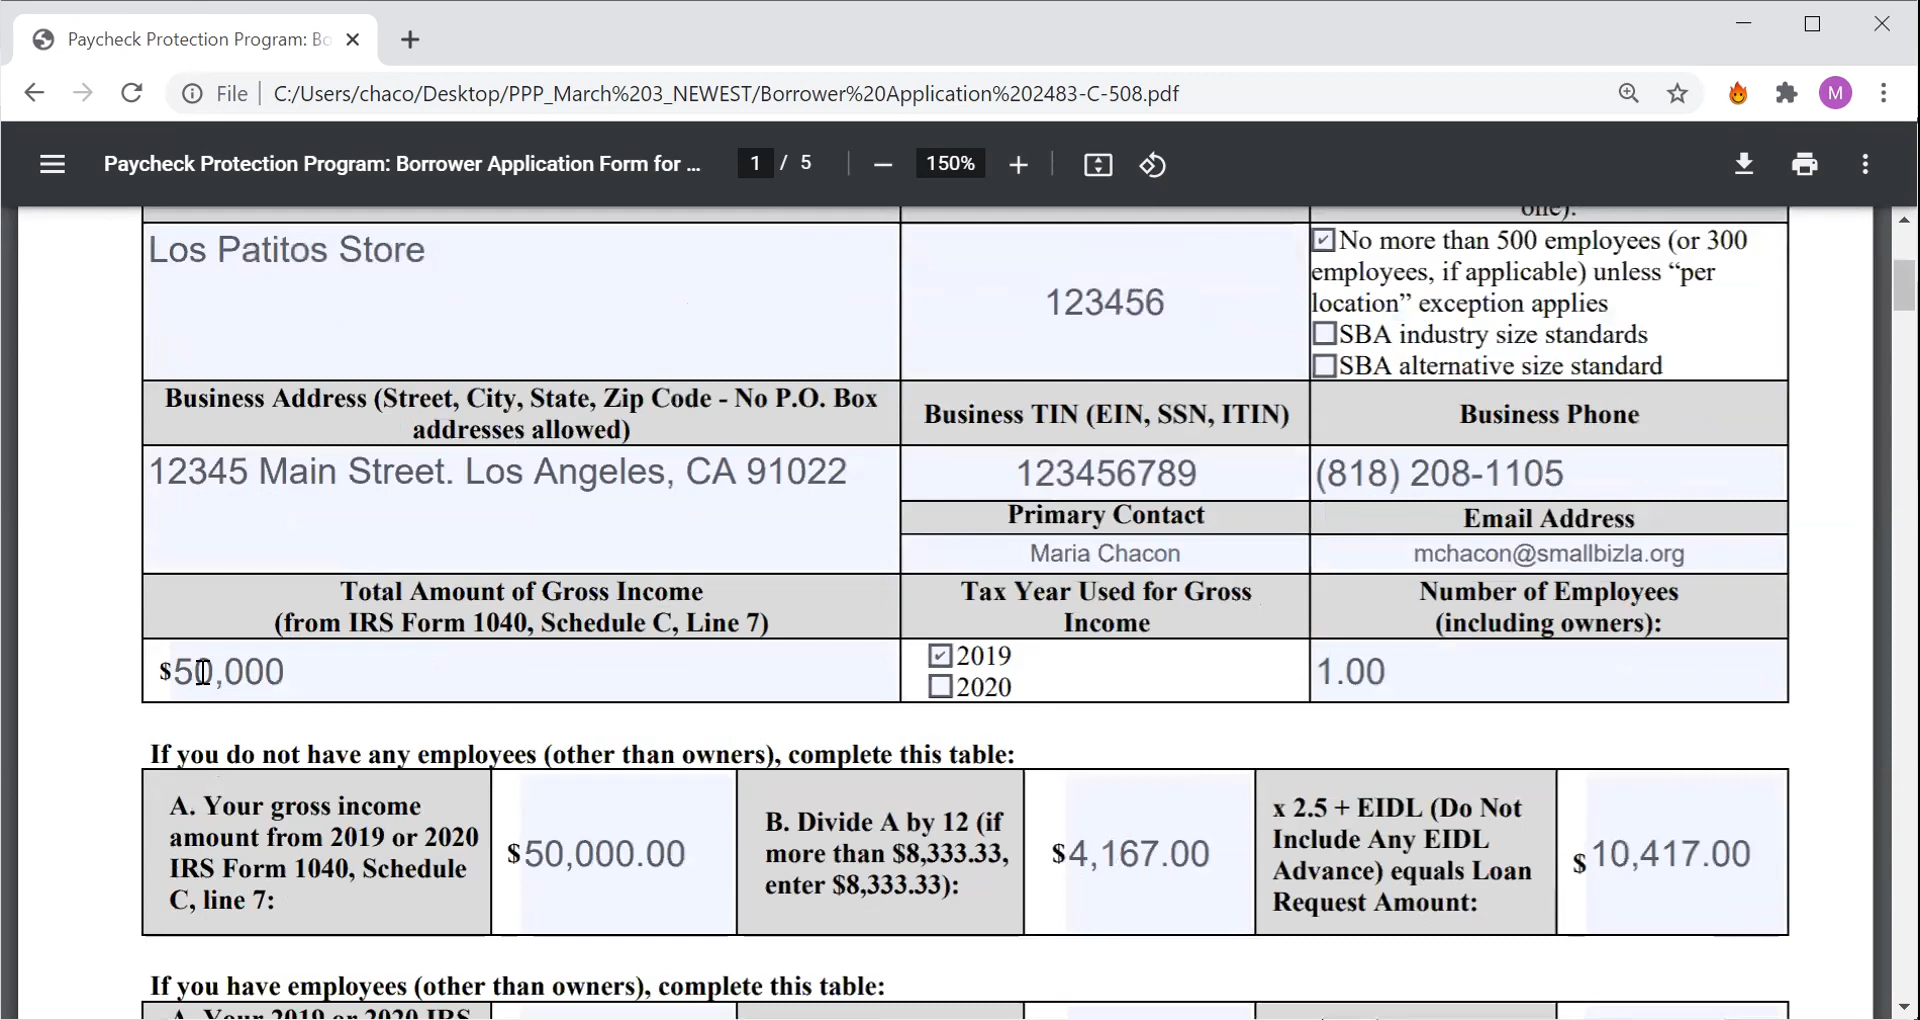 Paycheck Protection Program: Bo
File
C:/Users/chaco/Desktop/PPP_March%203_NEWEST/Borrower%20Application%202483-C-508.pdf
M
Paycheck Protection Program: Borrower Application Form for ...
1 / 5
150%
one).
Los Patitos Store
123456
No more than 500 employees (or 300
employees, if applicable) unless “per
location” exception applies
SBA industry size standards
SBA alternative size standard
Business Address (Street, City, State, Zip Code - No P.O. Box
addresses allowed)
Business TIN (EIN, SSN, ITIN)
Business Phone
12345 Main Street. Los Angeles, CA 91022
123456789
(818) 208-1105
Primary Contact
Email Address
Maria Chacon
mchacon@smallbizla.org
Total Amount of Gross Income
(from IRS Form 1040, Schedule C, Line 7)
Tax Year Used for Gross
Income
Number of Employees
(including owners):
$50,000
2019
2020
1.00
If you do not have any employees (other than owners), complete this table:
A. Your gross income
amount from 2019 or 2020
IRS Form 1040, Schedule
C, line 7:
$50,000.00
B. Divide A by 12 (if
more than $8,333.33,
enter $8,333.33):
$4,167.00
x 2.5 + EIDL (Do Not
Include Any EIDL
Advance) equals Loan
Request Amount:
$10,417.00
If you have employees (other than owners), complete this table:
A. Your 2019 or 2020 IRS